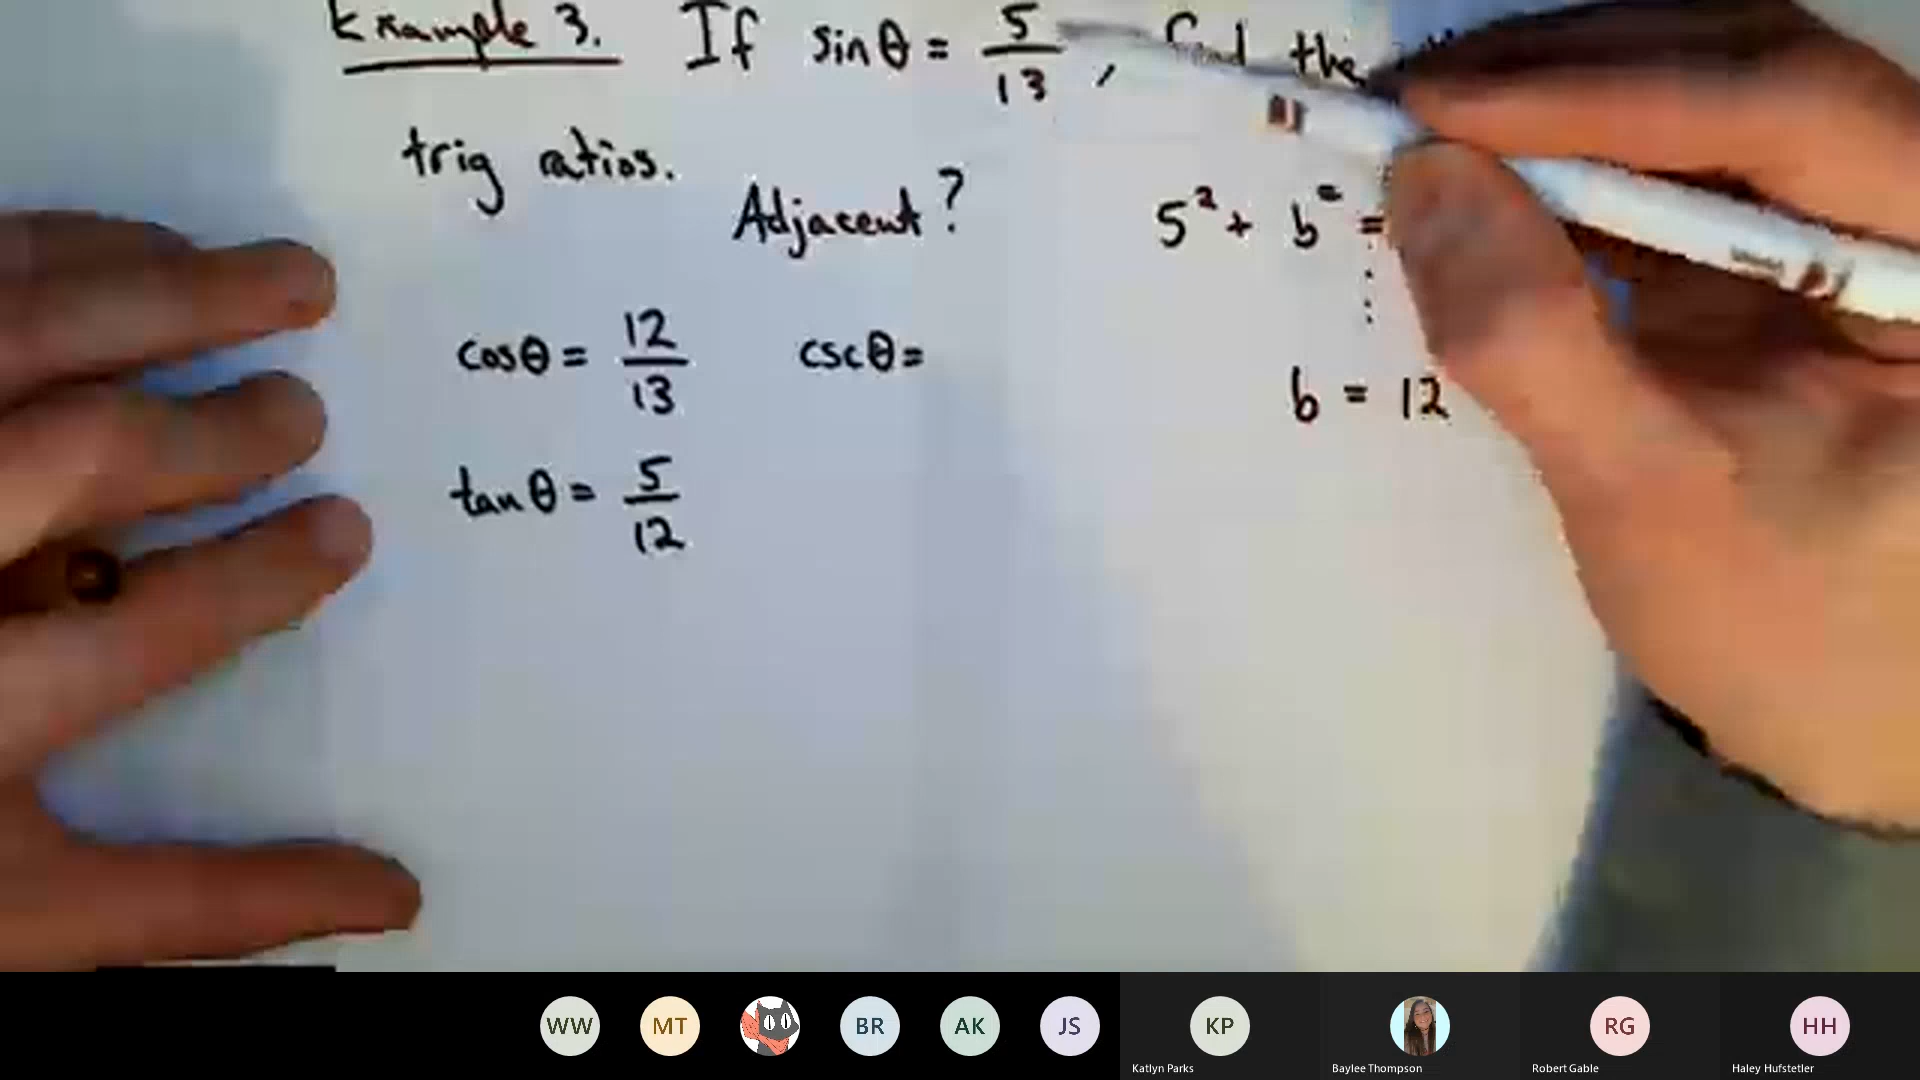 Example 3. If sinθ = 5/13, find the
trig ratios.
Adjacent?
5² + b² =
cosθ = 12/13 cscθ =
b = 12
tanθ = 5/12
WW MT BR AK JS KP RG HH
Katlyn Parks Baylee Thompson Robert Gable Haley Hufstetler